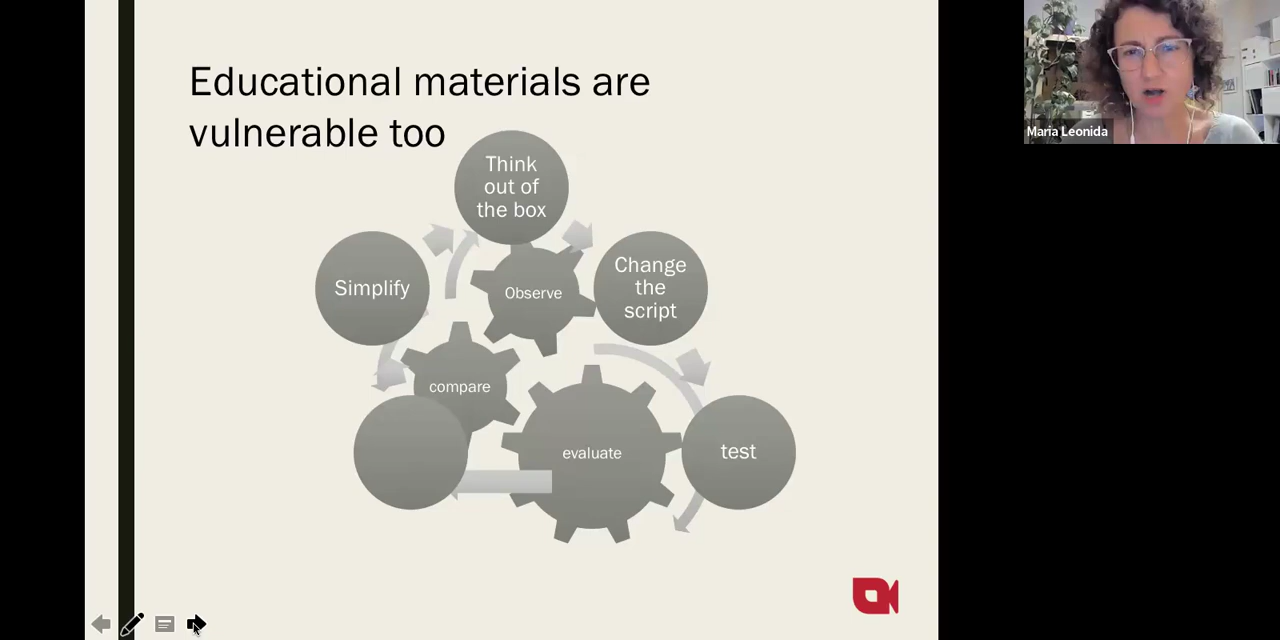 Educational materials are
vulnerable too
Think
out of
the box
Simplify
Observe
Change
the
script
compare
evaluate
test
Maria Leonida